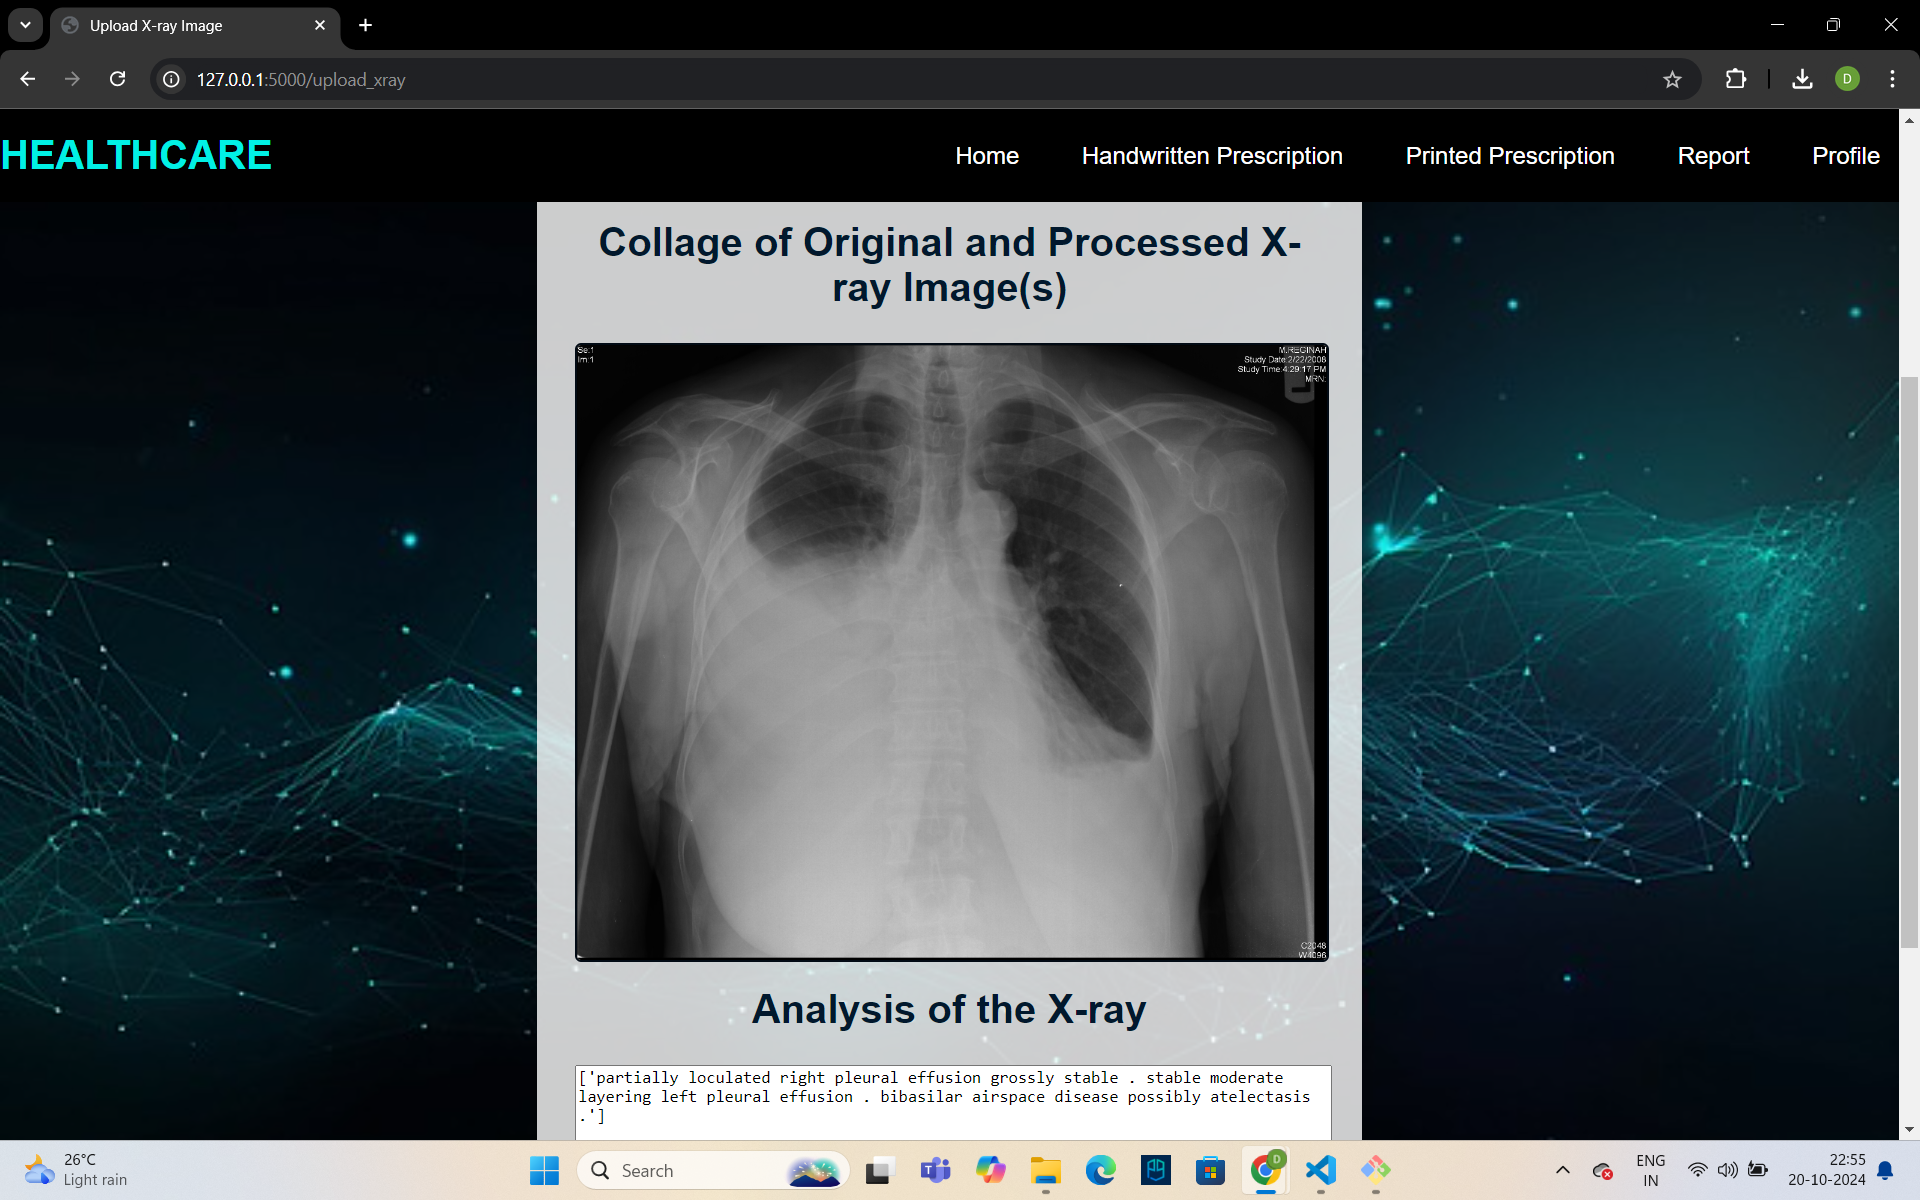 Upload X-ray Image
127.0.0.1:5000/upload_xray
D
HEALTHCARE
Home
Handwritten Prescription
Printed Prescription
Report
Profile
Collage of Original and Processed X-
ray Image(s)
Se:1
Im:1
M.REGINAH
Study Date:2/22/2008
Study Time:4:29:17 PM
MRN:
L
C2048
W4096
Analysis of the X-ray
['partially loculated right pleural effusion grossly stable . stable moderate
layering left pleural effusion . bibasilar airspace disease possibly atelectasis
.']
26°C
Light rain
Search
D
ENG
IN
22:55
20-10-2024